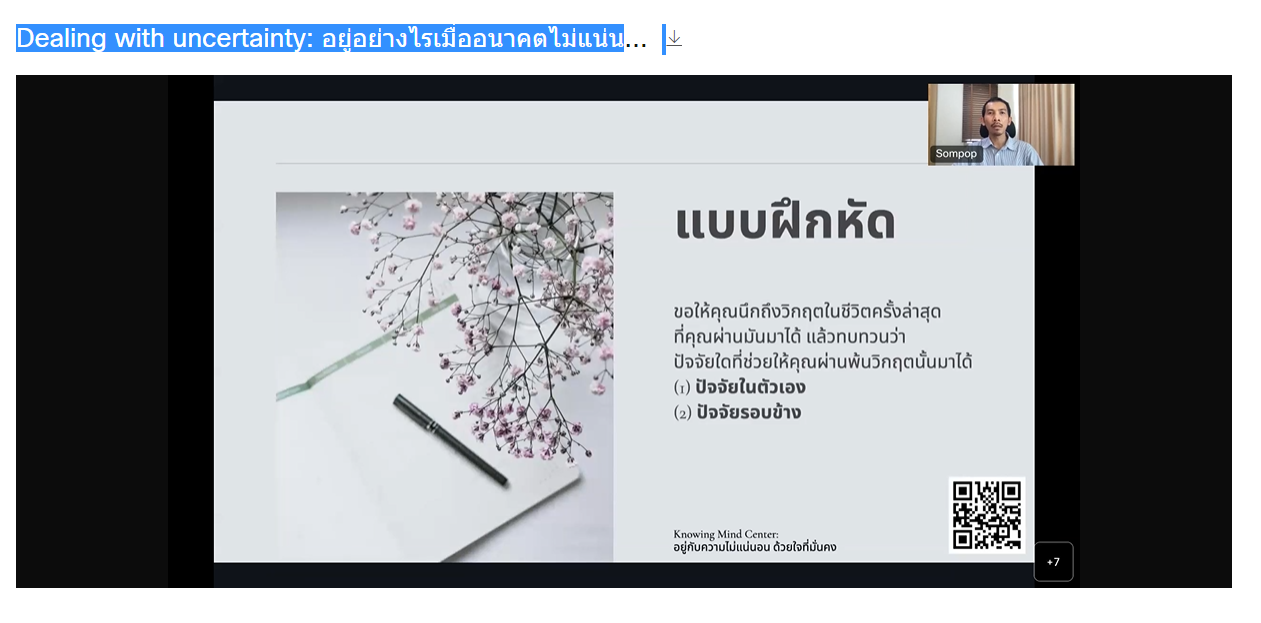 Dealing with uncertainty: อยู่อย่างไรเมื่ออนาคตไม่แน่น...
Sompop
แบบฝึกหัด
ขอให้คุณนึกถึงวิกฤตในชีวิตครั้งล่าสุด
ที่คุณผ่านมันมาได้ แล้วทบทวนว่า
ปัจจัยใดที่ช่วยให้คุณผ่านพ้นวิกฤตนั้นมาได้
(1) ปัจจัยในตัวเอง
(2) ปัจจัยรอบข้าง
Knowing Mind Center:
อยู่กับความไม่แน่นอน ด้วยใจที่มั่นคง
+7